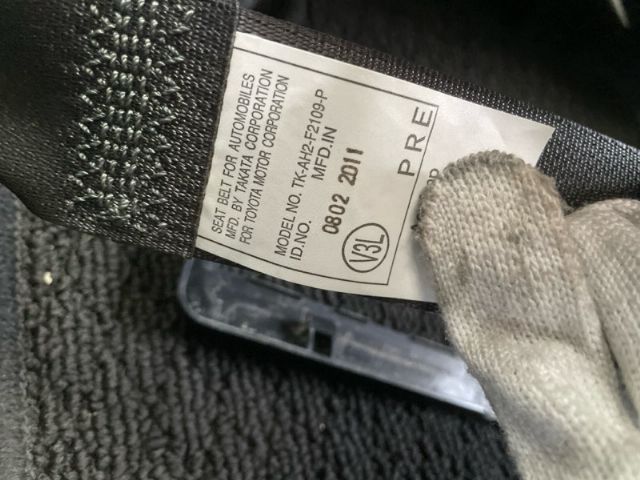 SEAT BELT FOR AUTOMOBILES
MFD. BY TAKATA CORPORATION
FOR TOYOTA MOTOR CORPORATION
MODEL NO. TK-AH2-F2109-P
ID.NO. MFD.IN
0802 2011
V3L
PRE